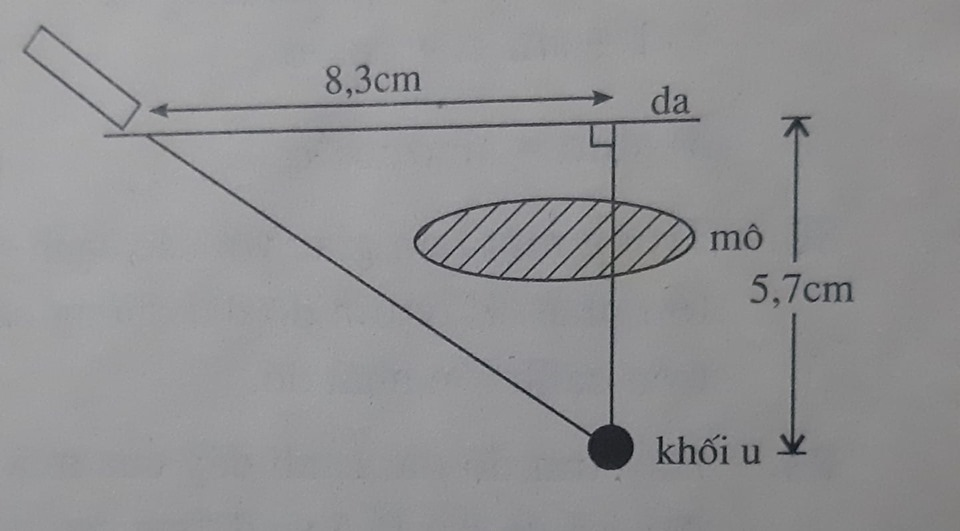 8,3cm
da
mô
5,7cm
khối u